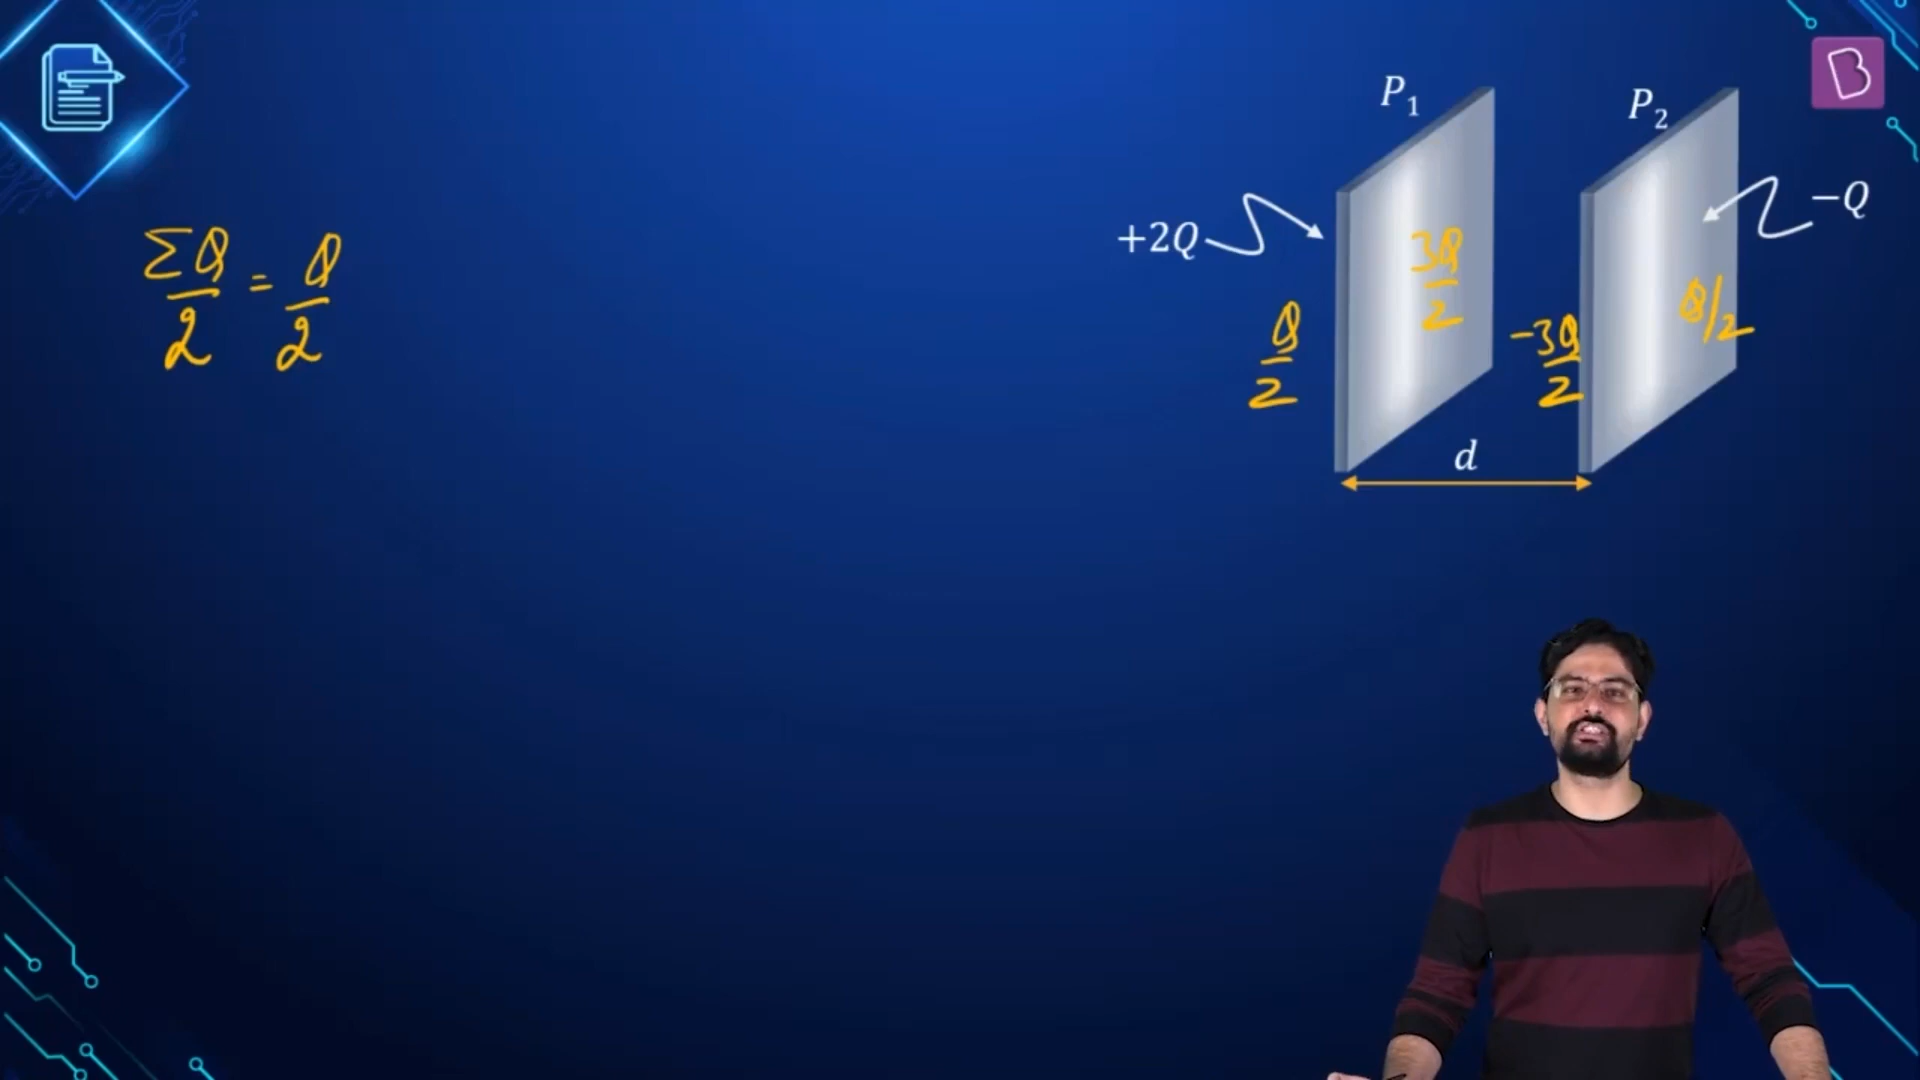 P₁
P₂
+2Q
−Q
ΣQ/2 = Q/2
Q/2
3Q/2
-3Q/2
Q/2
d
B